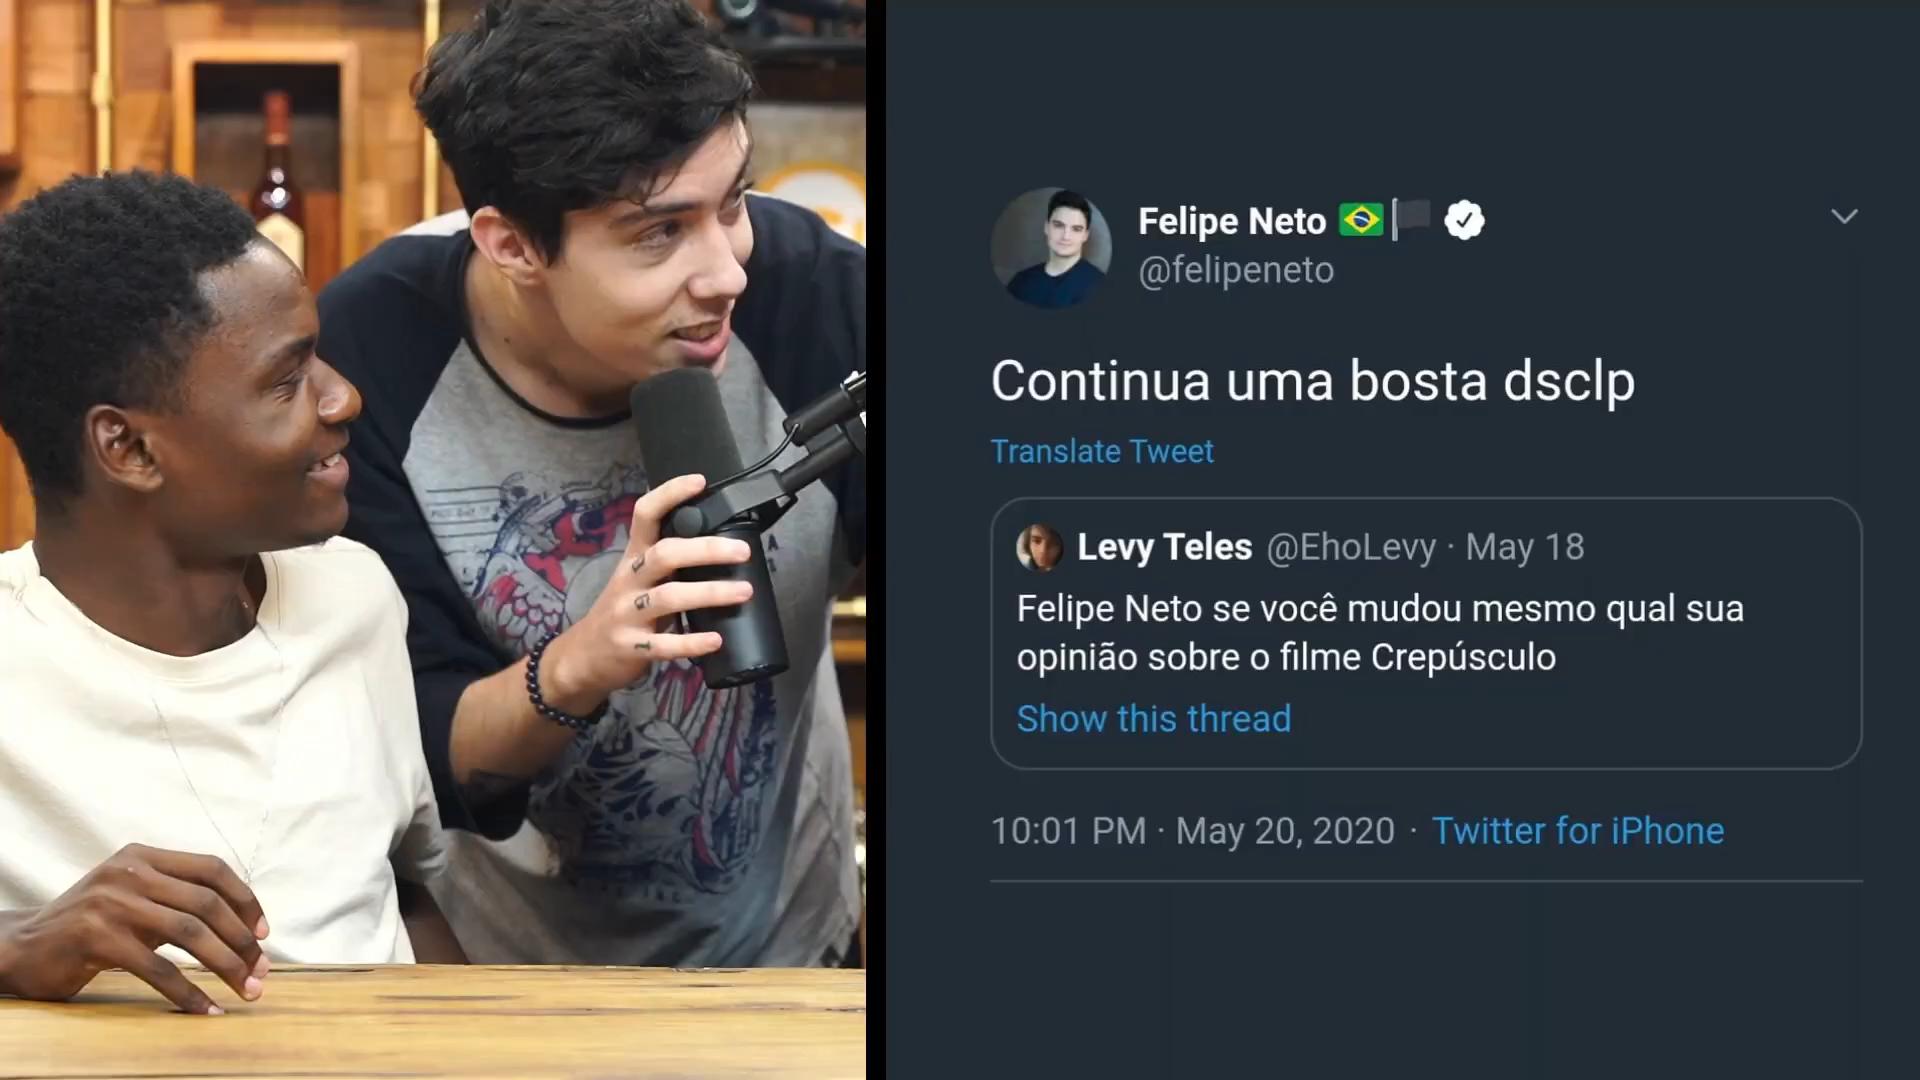 Felipe Neto 🇧🇷🏴
@felipeneto
Continua uma bosta dsclp
Translate Tweet
Levy Teles @EhoLevy · May 18
Felipe Neto se você mudou mesmo qual sua
opinião sobre o filme Crepúsculo
Show this thread
10:01 PM · May 20, 2020 · Twitter for iPhone